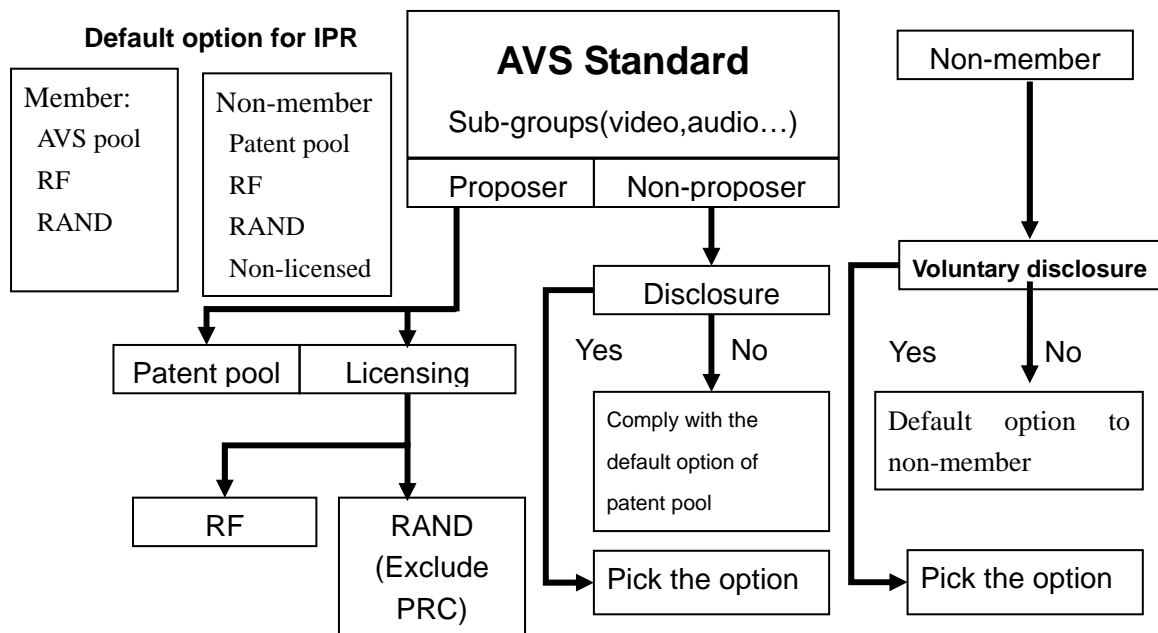 Default option for IPR
Member:
AVS pool
RF
RAND
Non-member
Patent pool
RF
RAND
Non-licensed
AVS Standard
Sub-groups(video,audio…)
Proposer
Non-proposer
Non-member
Disclosure
Voluntary disclosure
Yes
No
Yes
No
Patent pool
Licensing
Comply with the
default option of
patent pool
Default option to
non-member
RF
RAND
(Exclude
PRC)
Pick the option
Pick the option